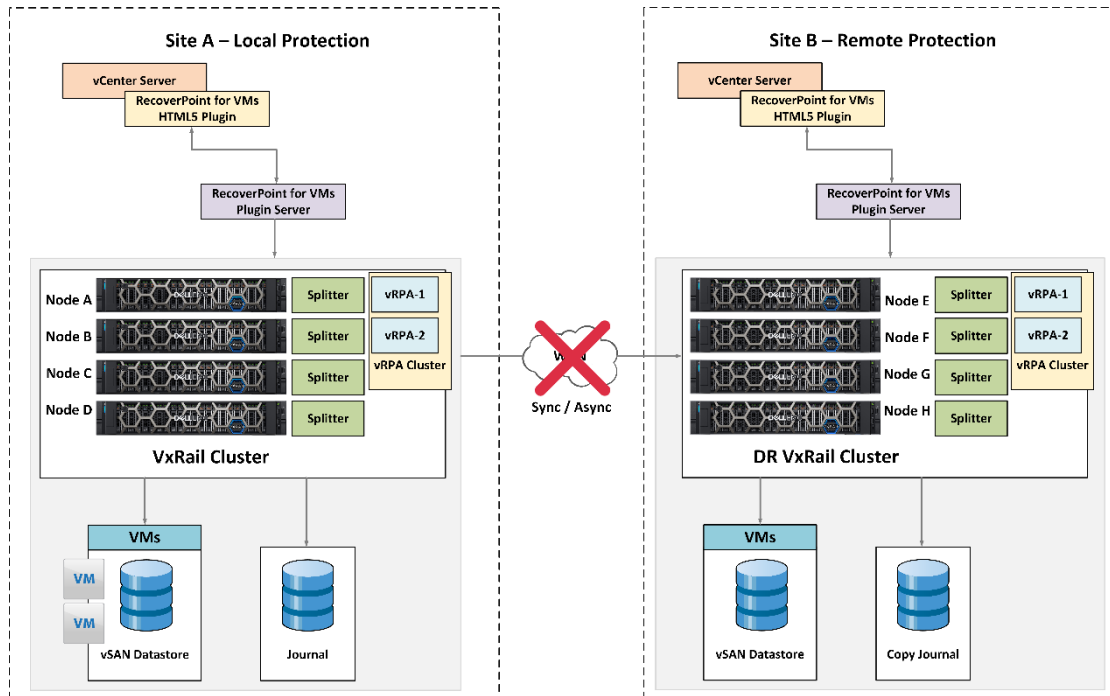 Site A – Local Protection
vCenter Server
RecoverPoint for VMs
HTML5 Plugin
RecoverPoint for VMs
Plugin Server
Node A
Splitter
vRPA-1
Node B
Splitter
vRPA-2
vRPA Cluster
Node C
Splitter
Node D
Splitter
VxRail Cluster
VMs
VM
VM
vSAN Datastore
Journal
Sync / Async
Site B – Remote Protection
vCenter Server
RecoverPoint for VMs
HTML5 Plugin
RecoverPoint for VMs
Plugin Server
Node E
Splitter
vRPA-1
Node F
Splitter
vRPA-2
vRPA Cluster
Node G
Splitter
Node H
Splitter
DR VxRail Cluster
VMs
vSAN Datastore
Copy Journal